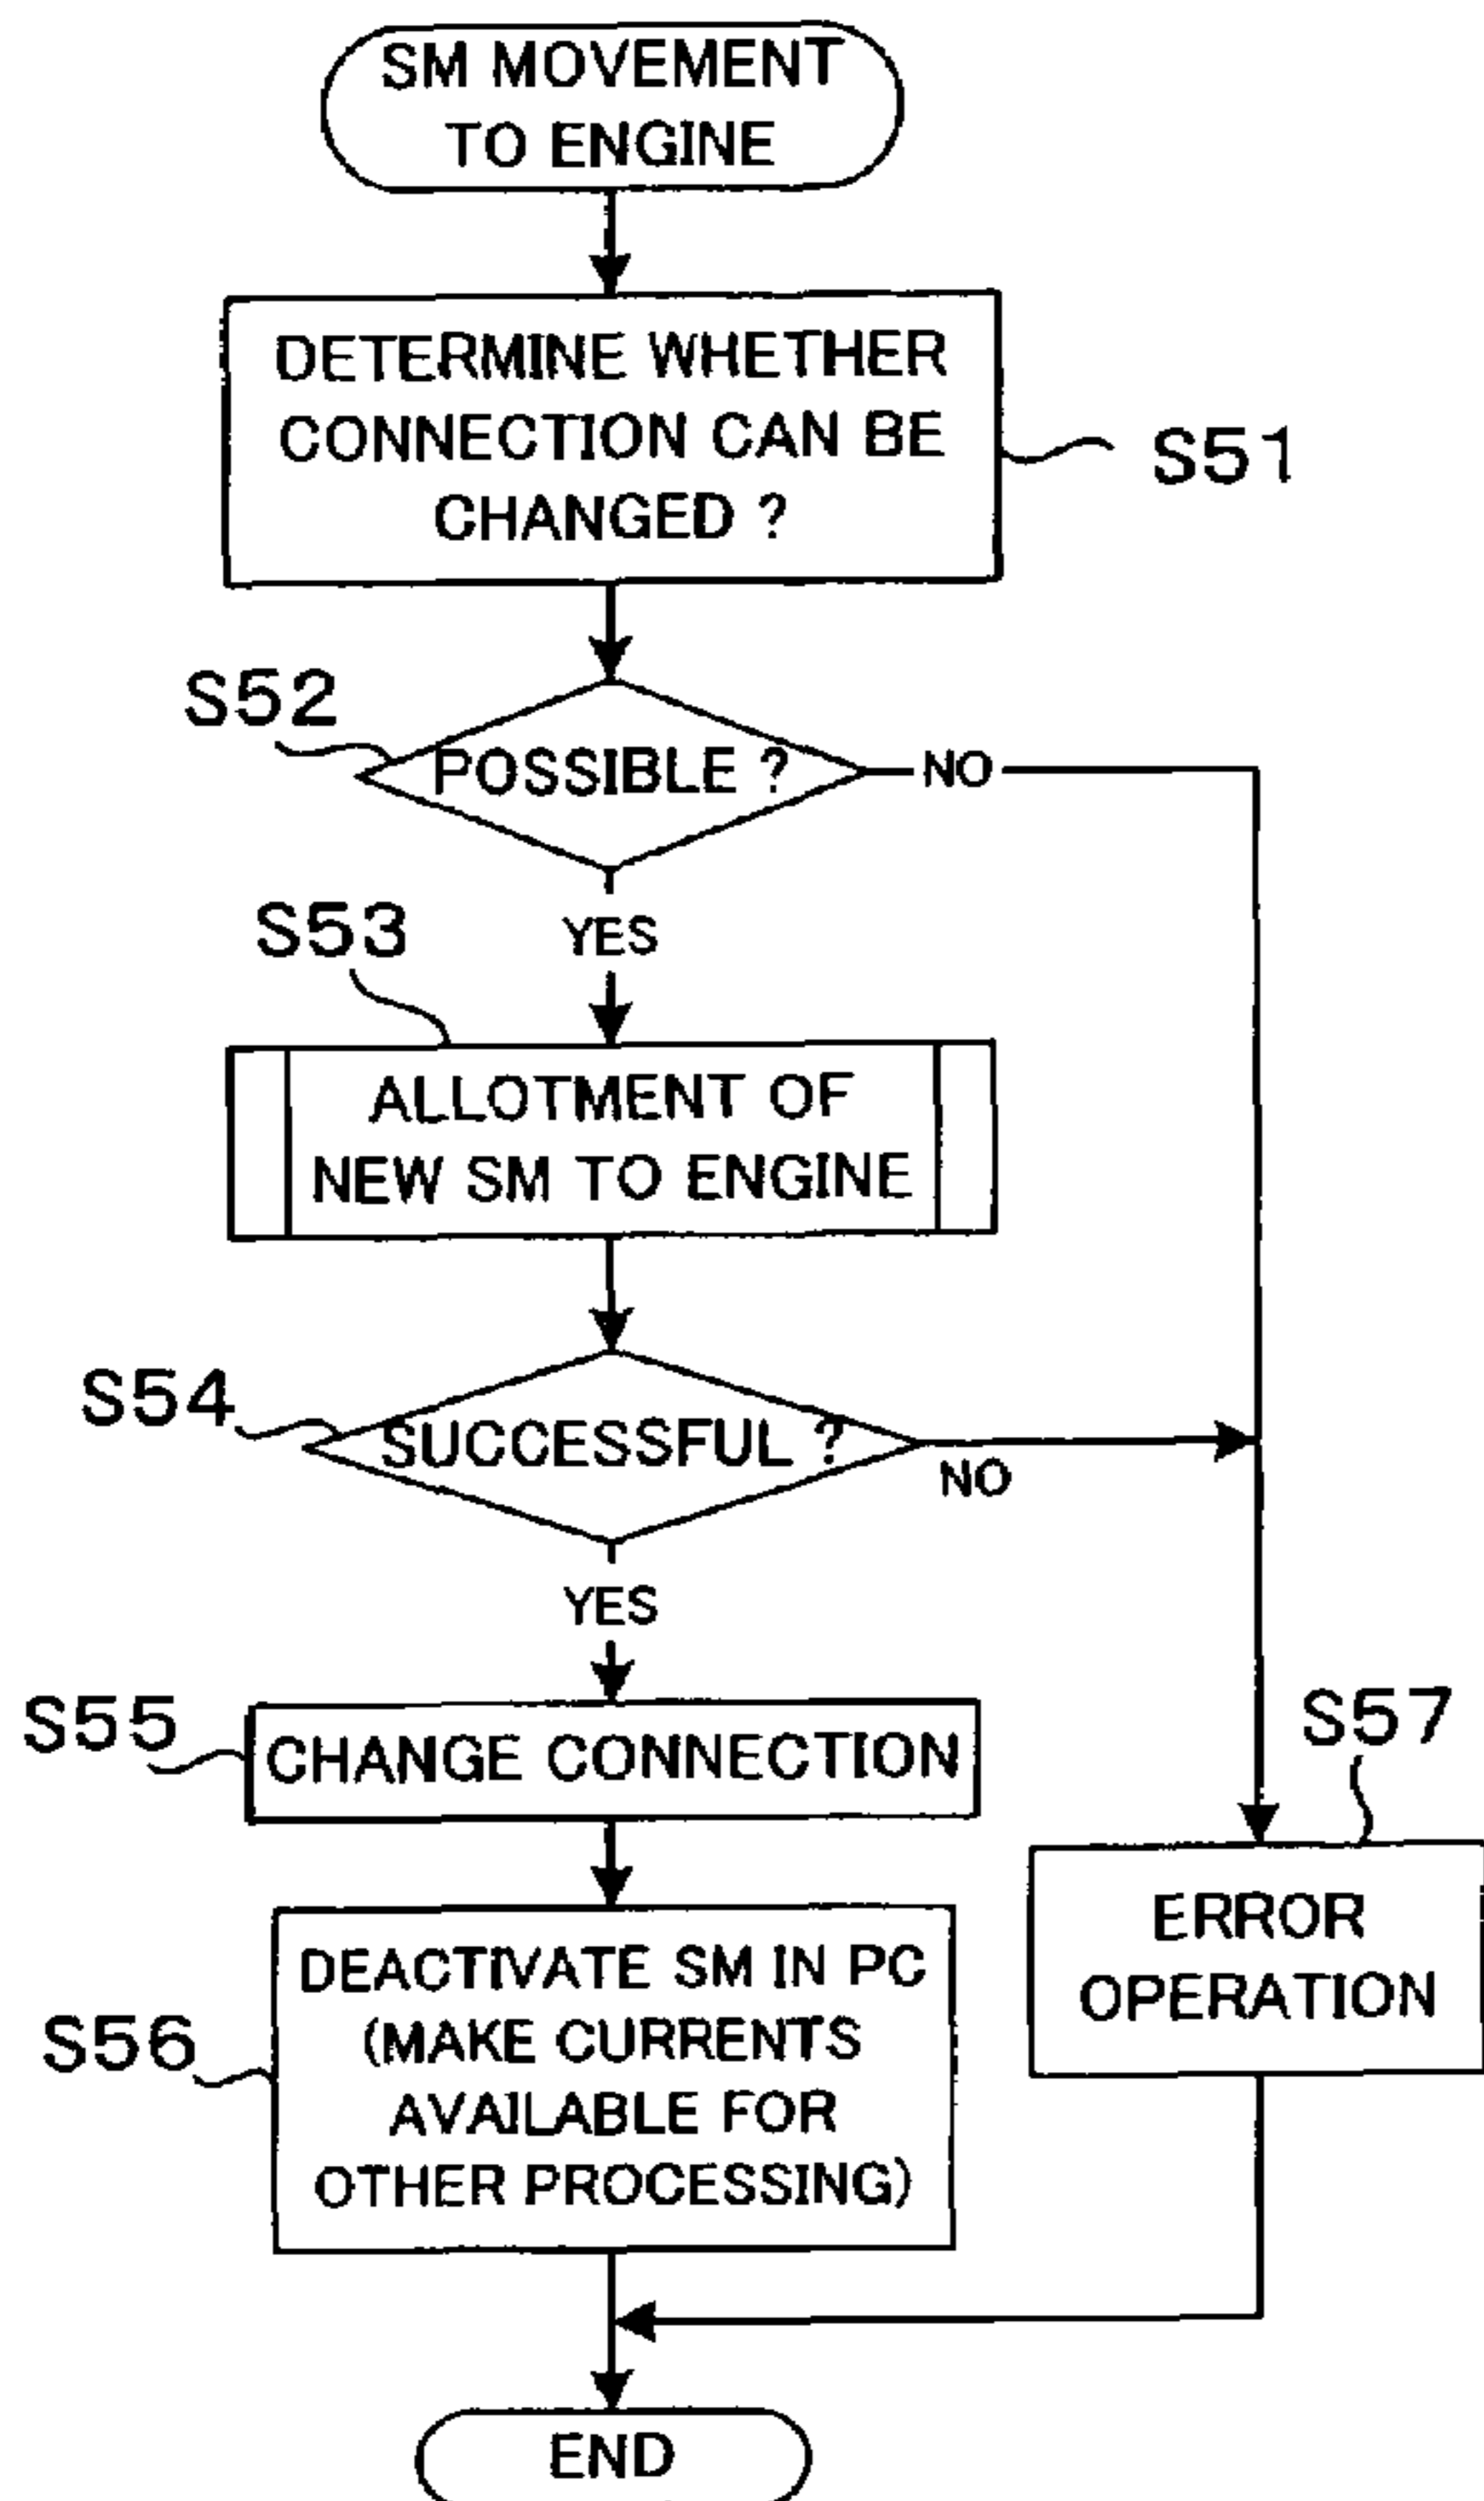 SM MOVEMENT
TO ENGINE
DETERMINE WHETHER
CONNECTION CAN BE
CHANGED ?
S51
S52
POSSIBLE ?
NO
YES
S53
ALLOTMENT OF
NEW SM TO ENGINE
S54
SUCCESSFUL ?
NO
YES
S55
CHANGE CONNECTION
S57
ERROR
OPERATION
S56
DEACTIVATE SM IN PC
(MAKE CURRENTS
AVAILABLE FOR
OTHER PROCESSING)
END